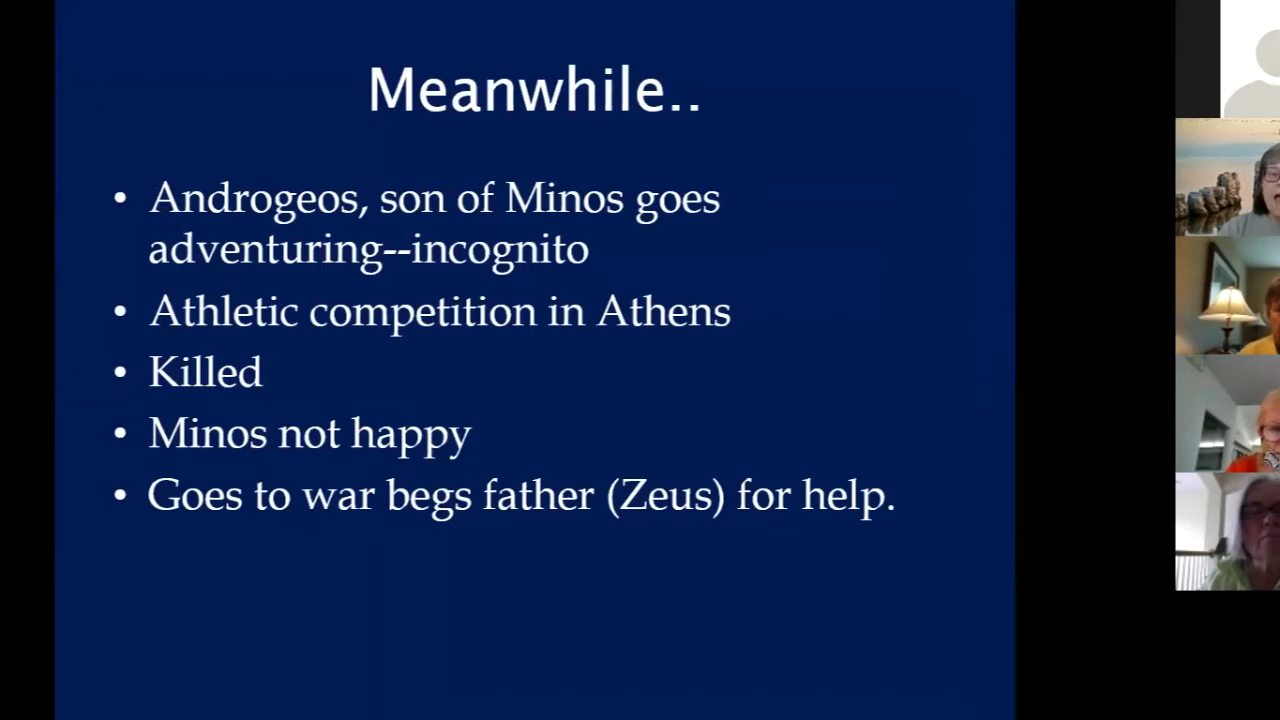 Meanwhile..
• Androgeos, son of Minos goes
adventuring--incognito
• Athletic competition in Athens
• Killed
• Minos not happy
• Goes to war begs father (Zeus) for help.